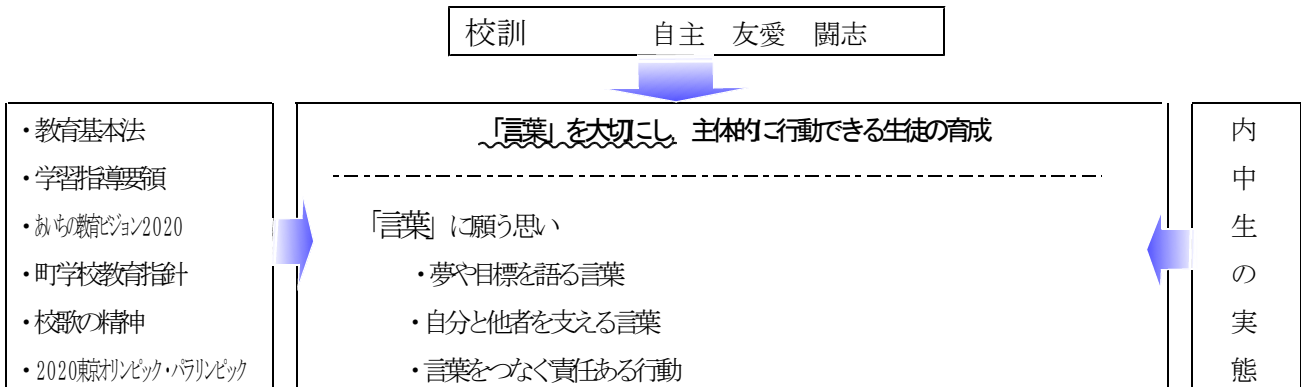 校訓　自主　友愛　闘志
・教育基本法
・学習指導要領
・あいちの教育ビジョン2020
・町学校教育指針
・校歌の精神
・2020東京オリンピック・パラリンピック
「言葉」を大切にし、主体的に行動できる生徒の育成
「言葉」に願う思い
・夢や目標を語る言葉
・自分と他者を支える言葉
・言葉をつなぐ責任ある行動
内中生の実態